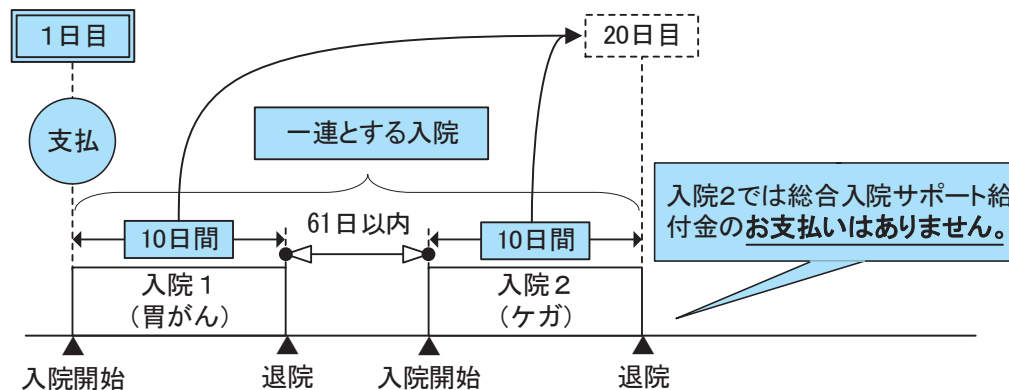 1日目
20日目
支払
一連とする入院
入院2では総合入院サポート給
付金のお支払いはありません。
10日間
61日以内
10日間
入院1
(胃がん)
入院2
(ケガ)
入院開始
退院
入院開始
退院